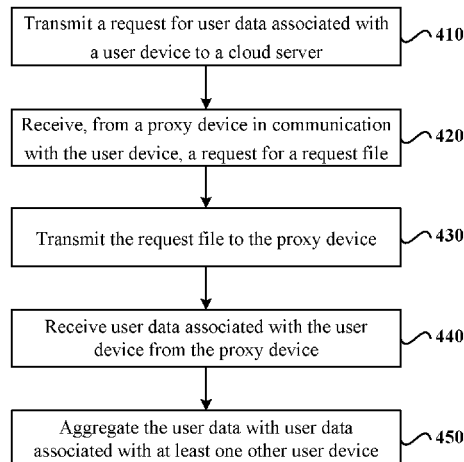 Transmit a request for user data associated with
a user device to a cloud server
410
Receive, from a proxy device in communication
with the user device, a request for a request file
420
Transmit the request file to the proxy device
430
Receive user data associated with the user
device from the proxy device
440
Aggregate the user data with user data
associated with at least one other user device
450